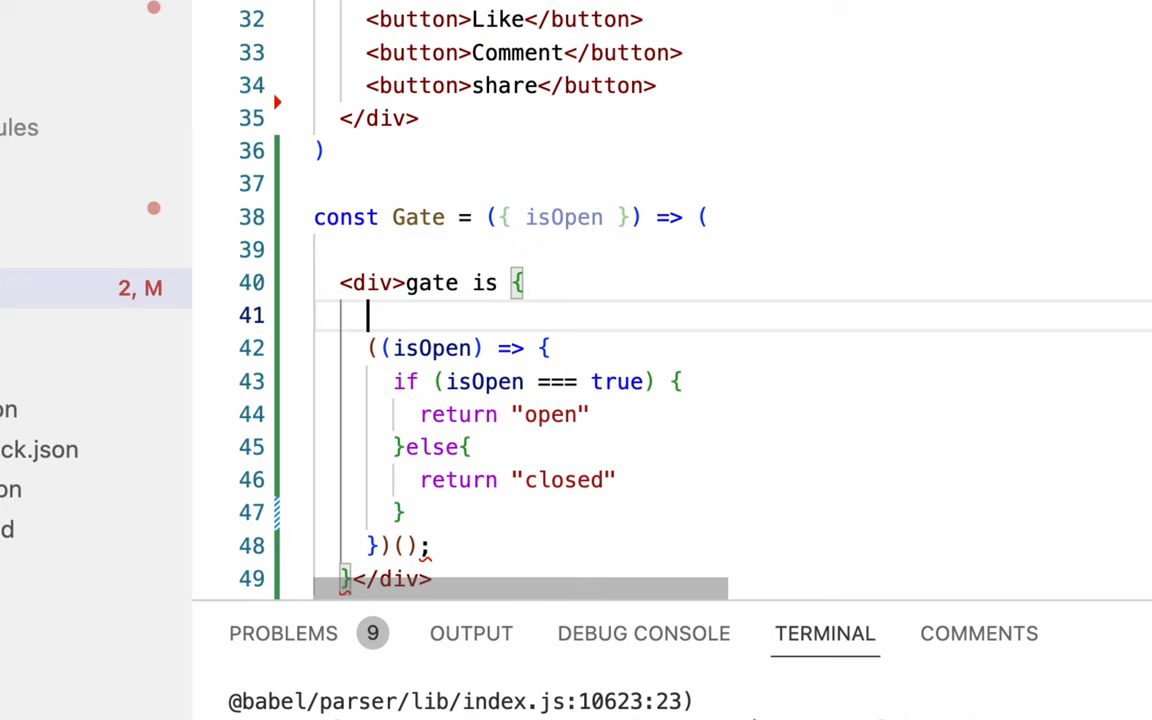 32 <button>Like</button>
33 <button>Comment</button>
34 <button>share</button>
35 </div>
36 )
37
38 const Gate = ({ isOpen }) => (
39
40 <div>gate is {
41
42 ((isOpen) => {
43 if (isOpen === true) {
44 return "open"
45 }else{
46 return "closed"
47 }
48 })();
49 }</div>
ules
2, M
on
ck.json
on
d
PROBLEMS 9 OUTPUT DEBUG CONSOLE TERMINAL COMMENTS
@babel/parser/lib/index.js:10623:23)